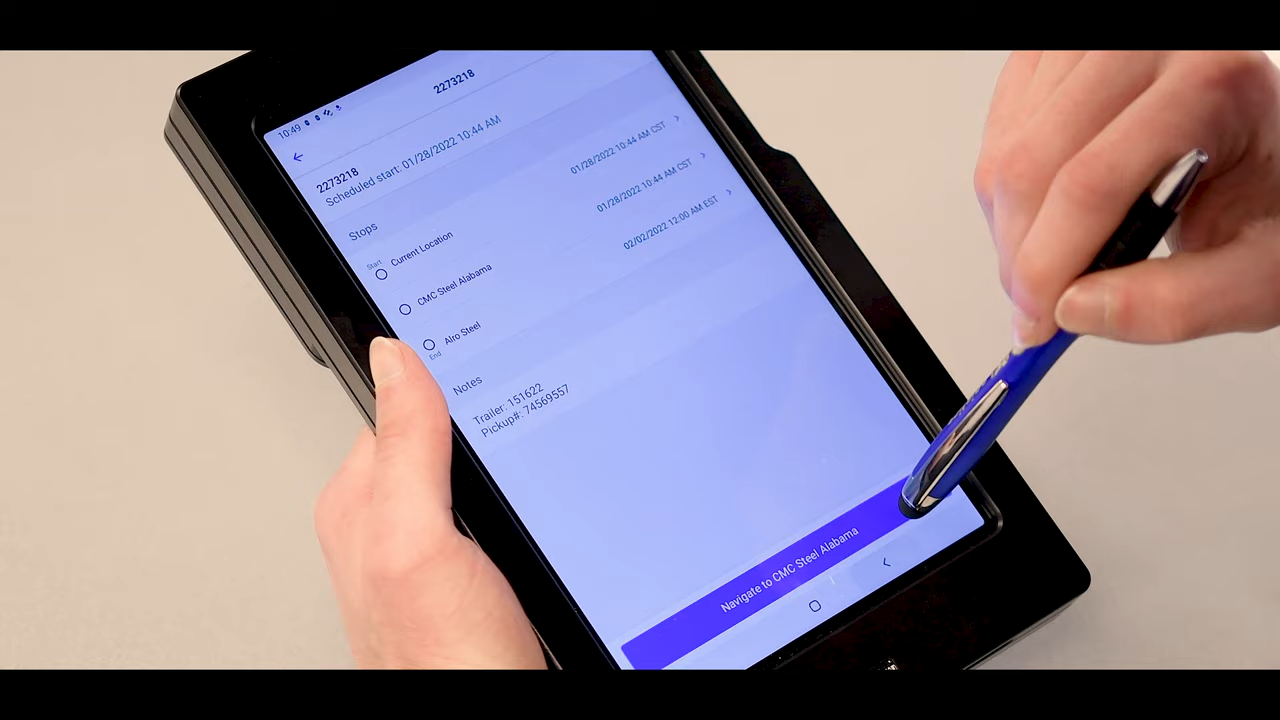 10:49
2273218
2273218
Scheduled start: 01/28/2022 10:44 AM
Stops
Start
Current Location 01/28/2022 10:44 AM CST
CMC Steel Alabama 01/28/2022 10:44 AM CST
Alro Steel 02/02/2022 12:00 AM EST
End
Notes
Trailer: 151622
Pickup#: 74569557
Navigate to CMC Steel Alabama